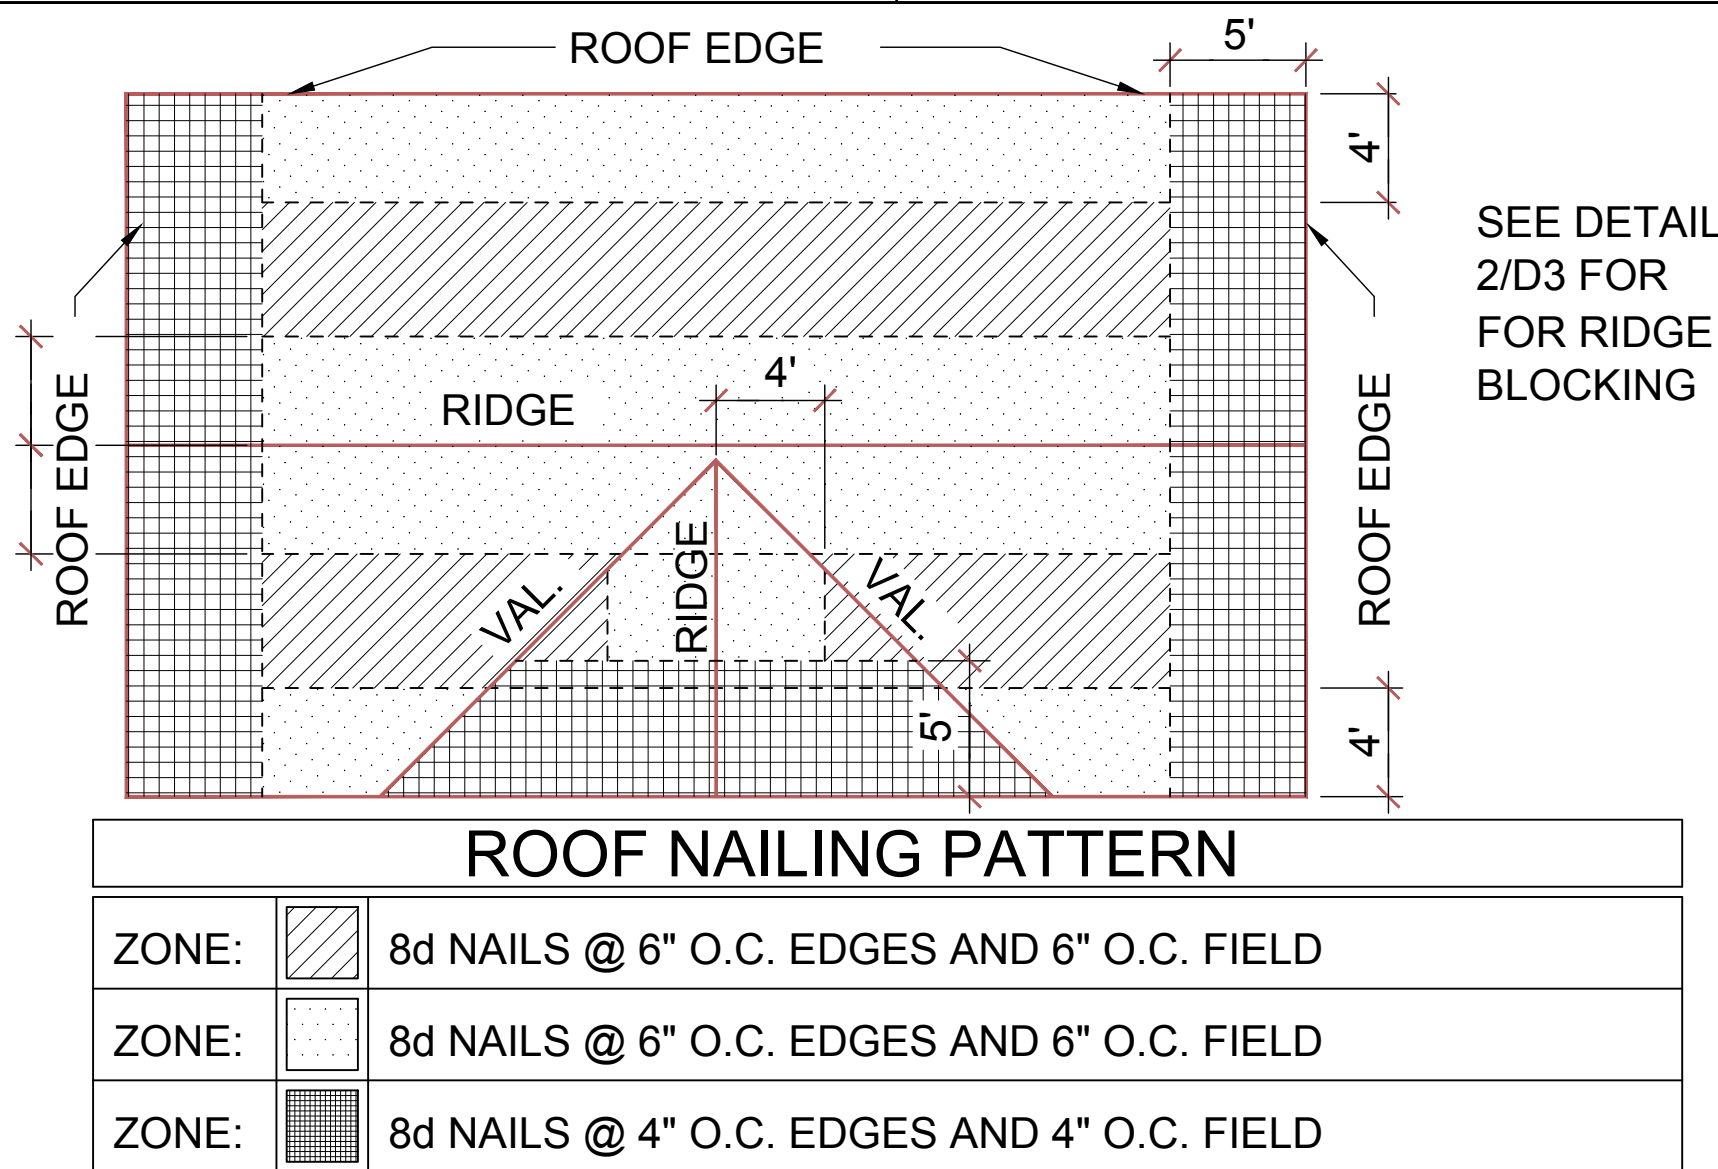 ROOF EDGE
5'
4'
SEE DETAIL
2/D3 FOR
FOR RIDGE
BLOCKING
4'
RIDGE
ROOF EDGE
ROOF EDGE
RIDGE
VAL.
VAL.
5'
4'
ROOF NAILING PATTERN
ZONE: 8d NAILS @ 6" O.C. EDGES AND 6" O.C. FIELD
ZONE: 8d NAILS @ 6" O.C. EDGES AND 6" O.C. FIELD
ZONE: 8d NAILS @ 4" O.C. EDGES AND 4" O.C. FIELD